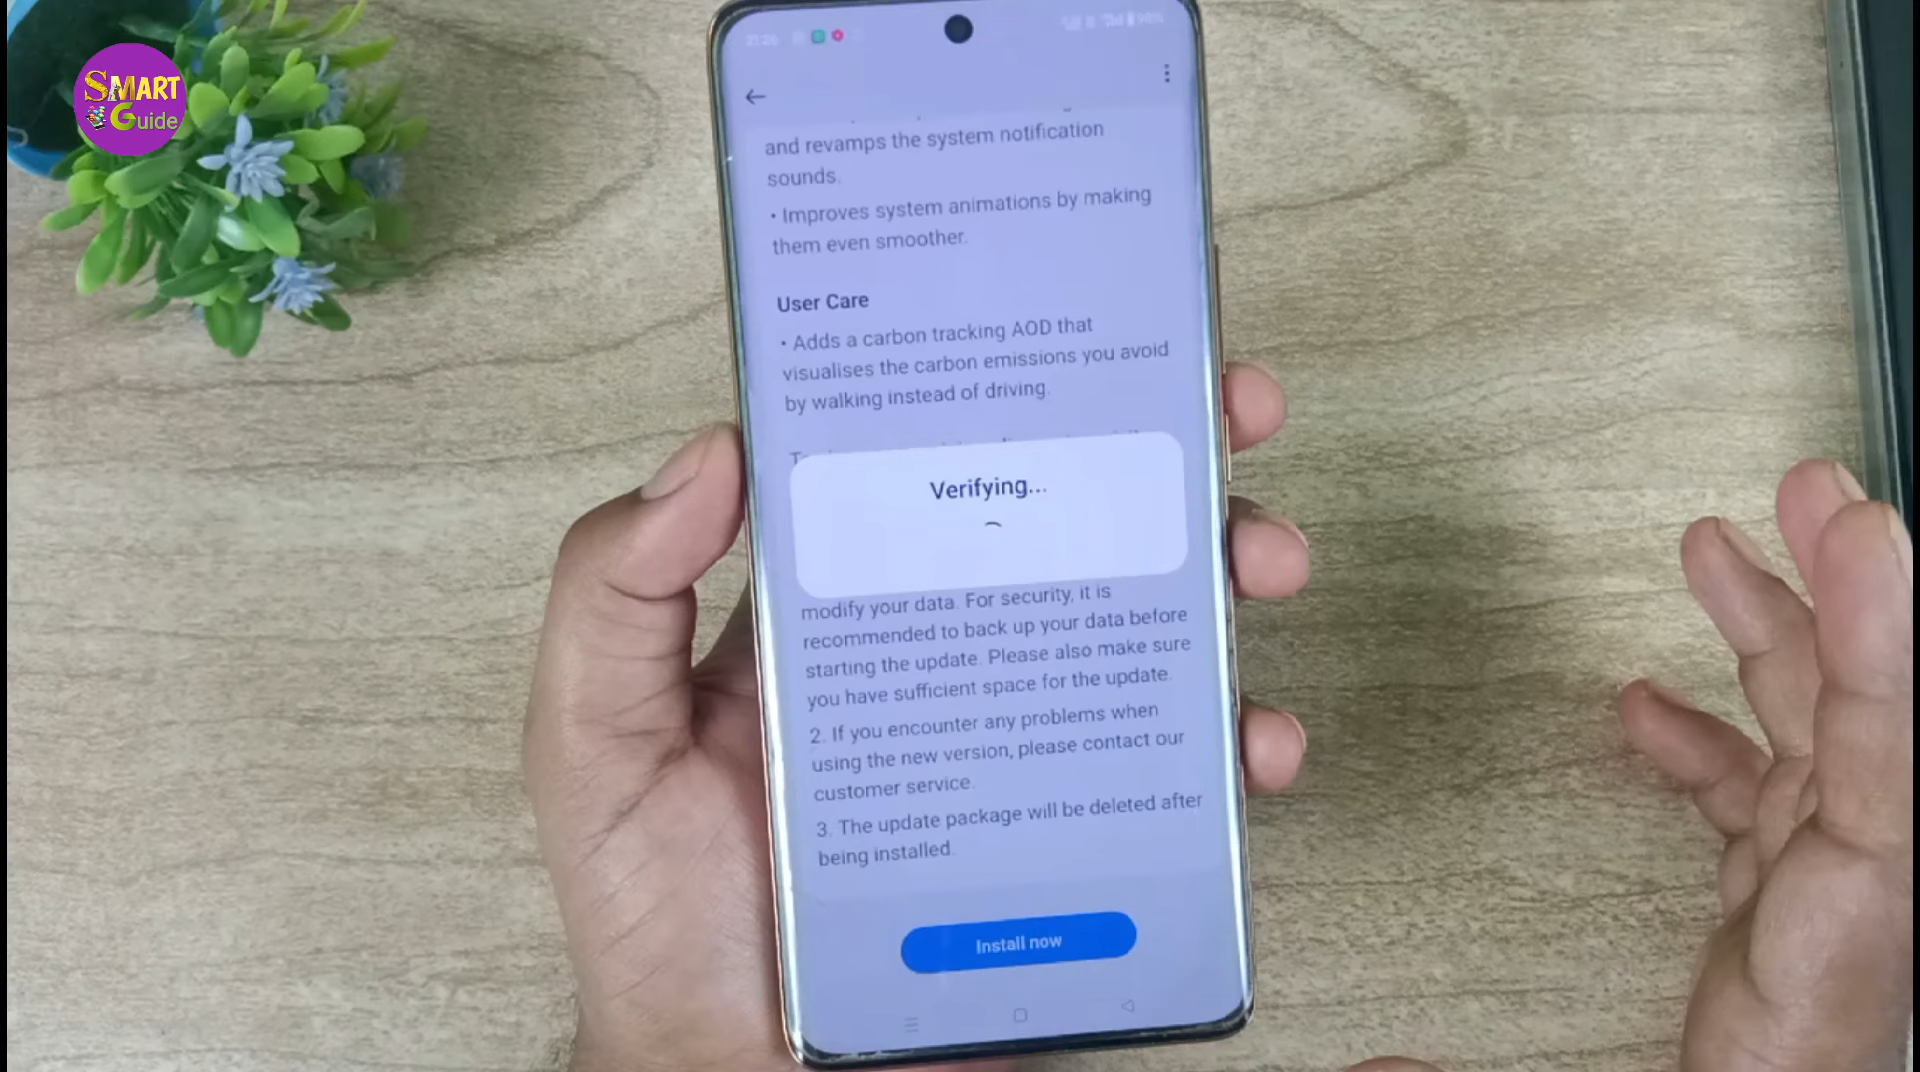 SMART
Guide
21:26
and revamps the system notification
sounds.
• Improves system animations by making
them even smoother.
User Care
• Adds a carbon tracking AOD that
visualises the carbon emissions you avoid
by walking instead of driving.
Verifying...
modify your data. For security, it is
recommended to back up your data before
starting the update. Please also make sure
you have sufficient space for the update.
2. If you encounter any problems when
using the new version, please contact our
customer service.
3. The update package will be deleted after
being installed.
Install now